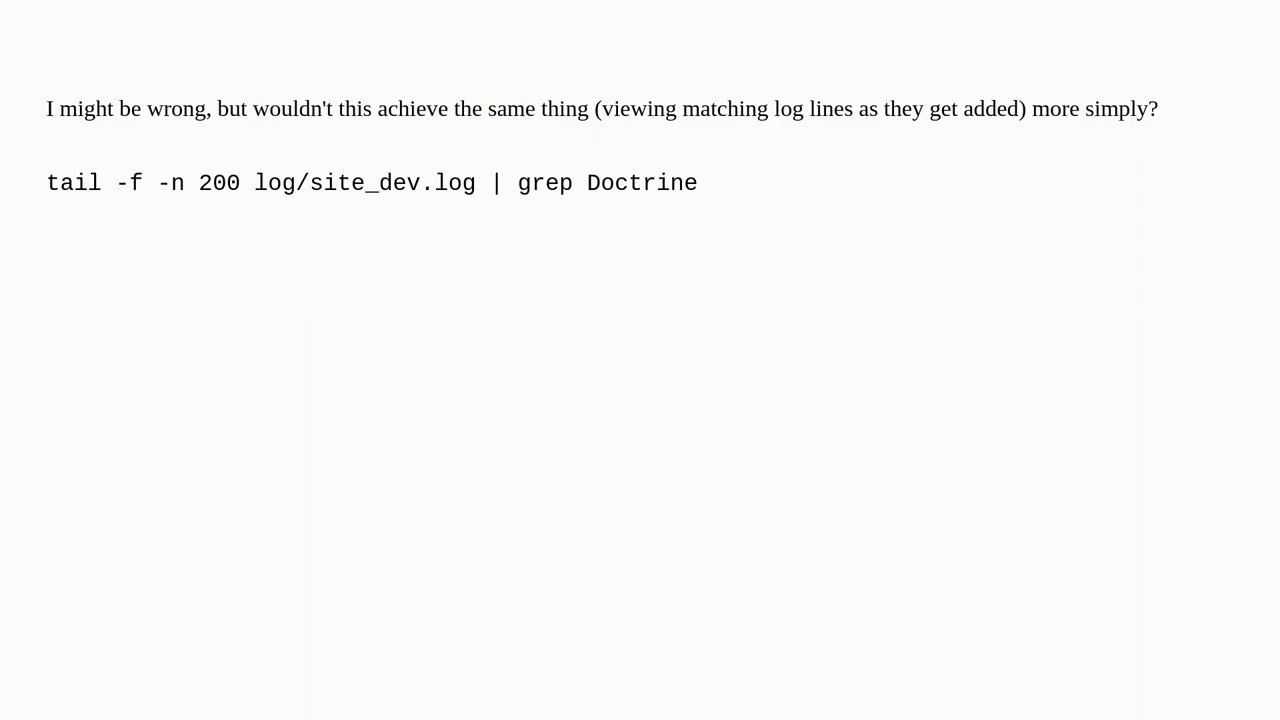 I might be wrong, but wouldn't this achieve the same thing (viewing matching log lines as they get added) more simply?
tail -f -n 200 log/site_dev.log | grep Doctrine